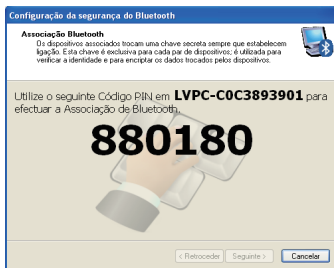 Configuração da segurança do Bluetooth
Associação Bluetooth
Os dispositivos associados trocam uma chave secreta sempre que estabelecem
ligação. Esta chave é exclusiva para cada par de dispositivos; é utilizada para
verificar a identidade e para encriptar os dados trocados pelos dispositivos.
Utilize o seguinte Código PIN em LVPC-C0C3893901 para
efectuar a Associação de Bluetooth.
880180
< Retroceder Seguinte > Cancelar